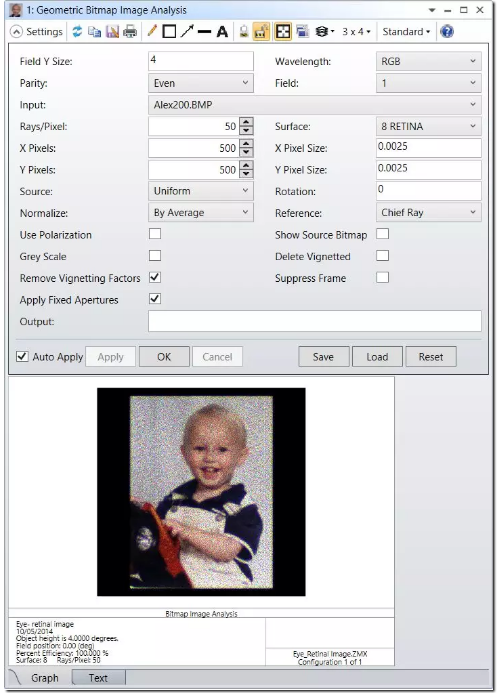 1: Geometric Bitmap Image Analysis
Settings A 3 x 4 Standard
Field Y Size: 4 Wavelength: RGB
Parity: Even Field: 1
Input: Alex200.BMP
Rays/Pixel: 50 Surface: 8 RETINA
X Pixels: 500 X Pixel Size: 0.0025
Y Pixels: 500 Y Pixel Size: 0.0025
Source: Uniform Rotation: 0
Normalize: By Average Reference: Chief Ray
Use Polarization Show Source Bitmap
Grey Scale Delete Vignetted
Remove Vignetting Factors Suppress Frame
Apply Fixed Apertures
Output:
Auto Apply Apply OK Cancel Save Load Reset
Bitmap Image Analysis
Eye- retinal image
10/05/2014
Object height is 4.0000 degrees.
Field position: 0.00 (deg)
Percent Efficiency: 100.000 %
Surface: 8 Rays/Pixel: 50
Eye_Retinal Image.ZMX
Configuration 1 of 1
Graph Text